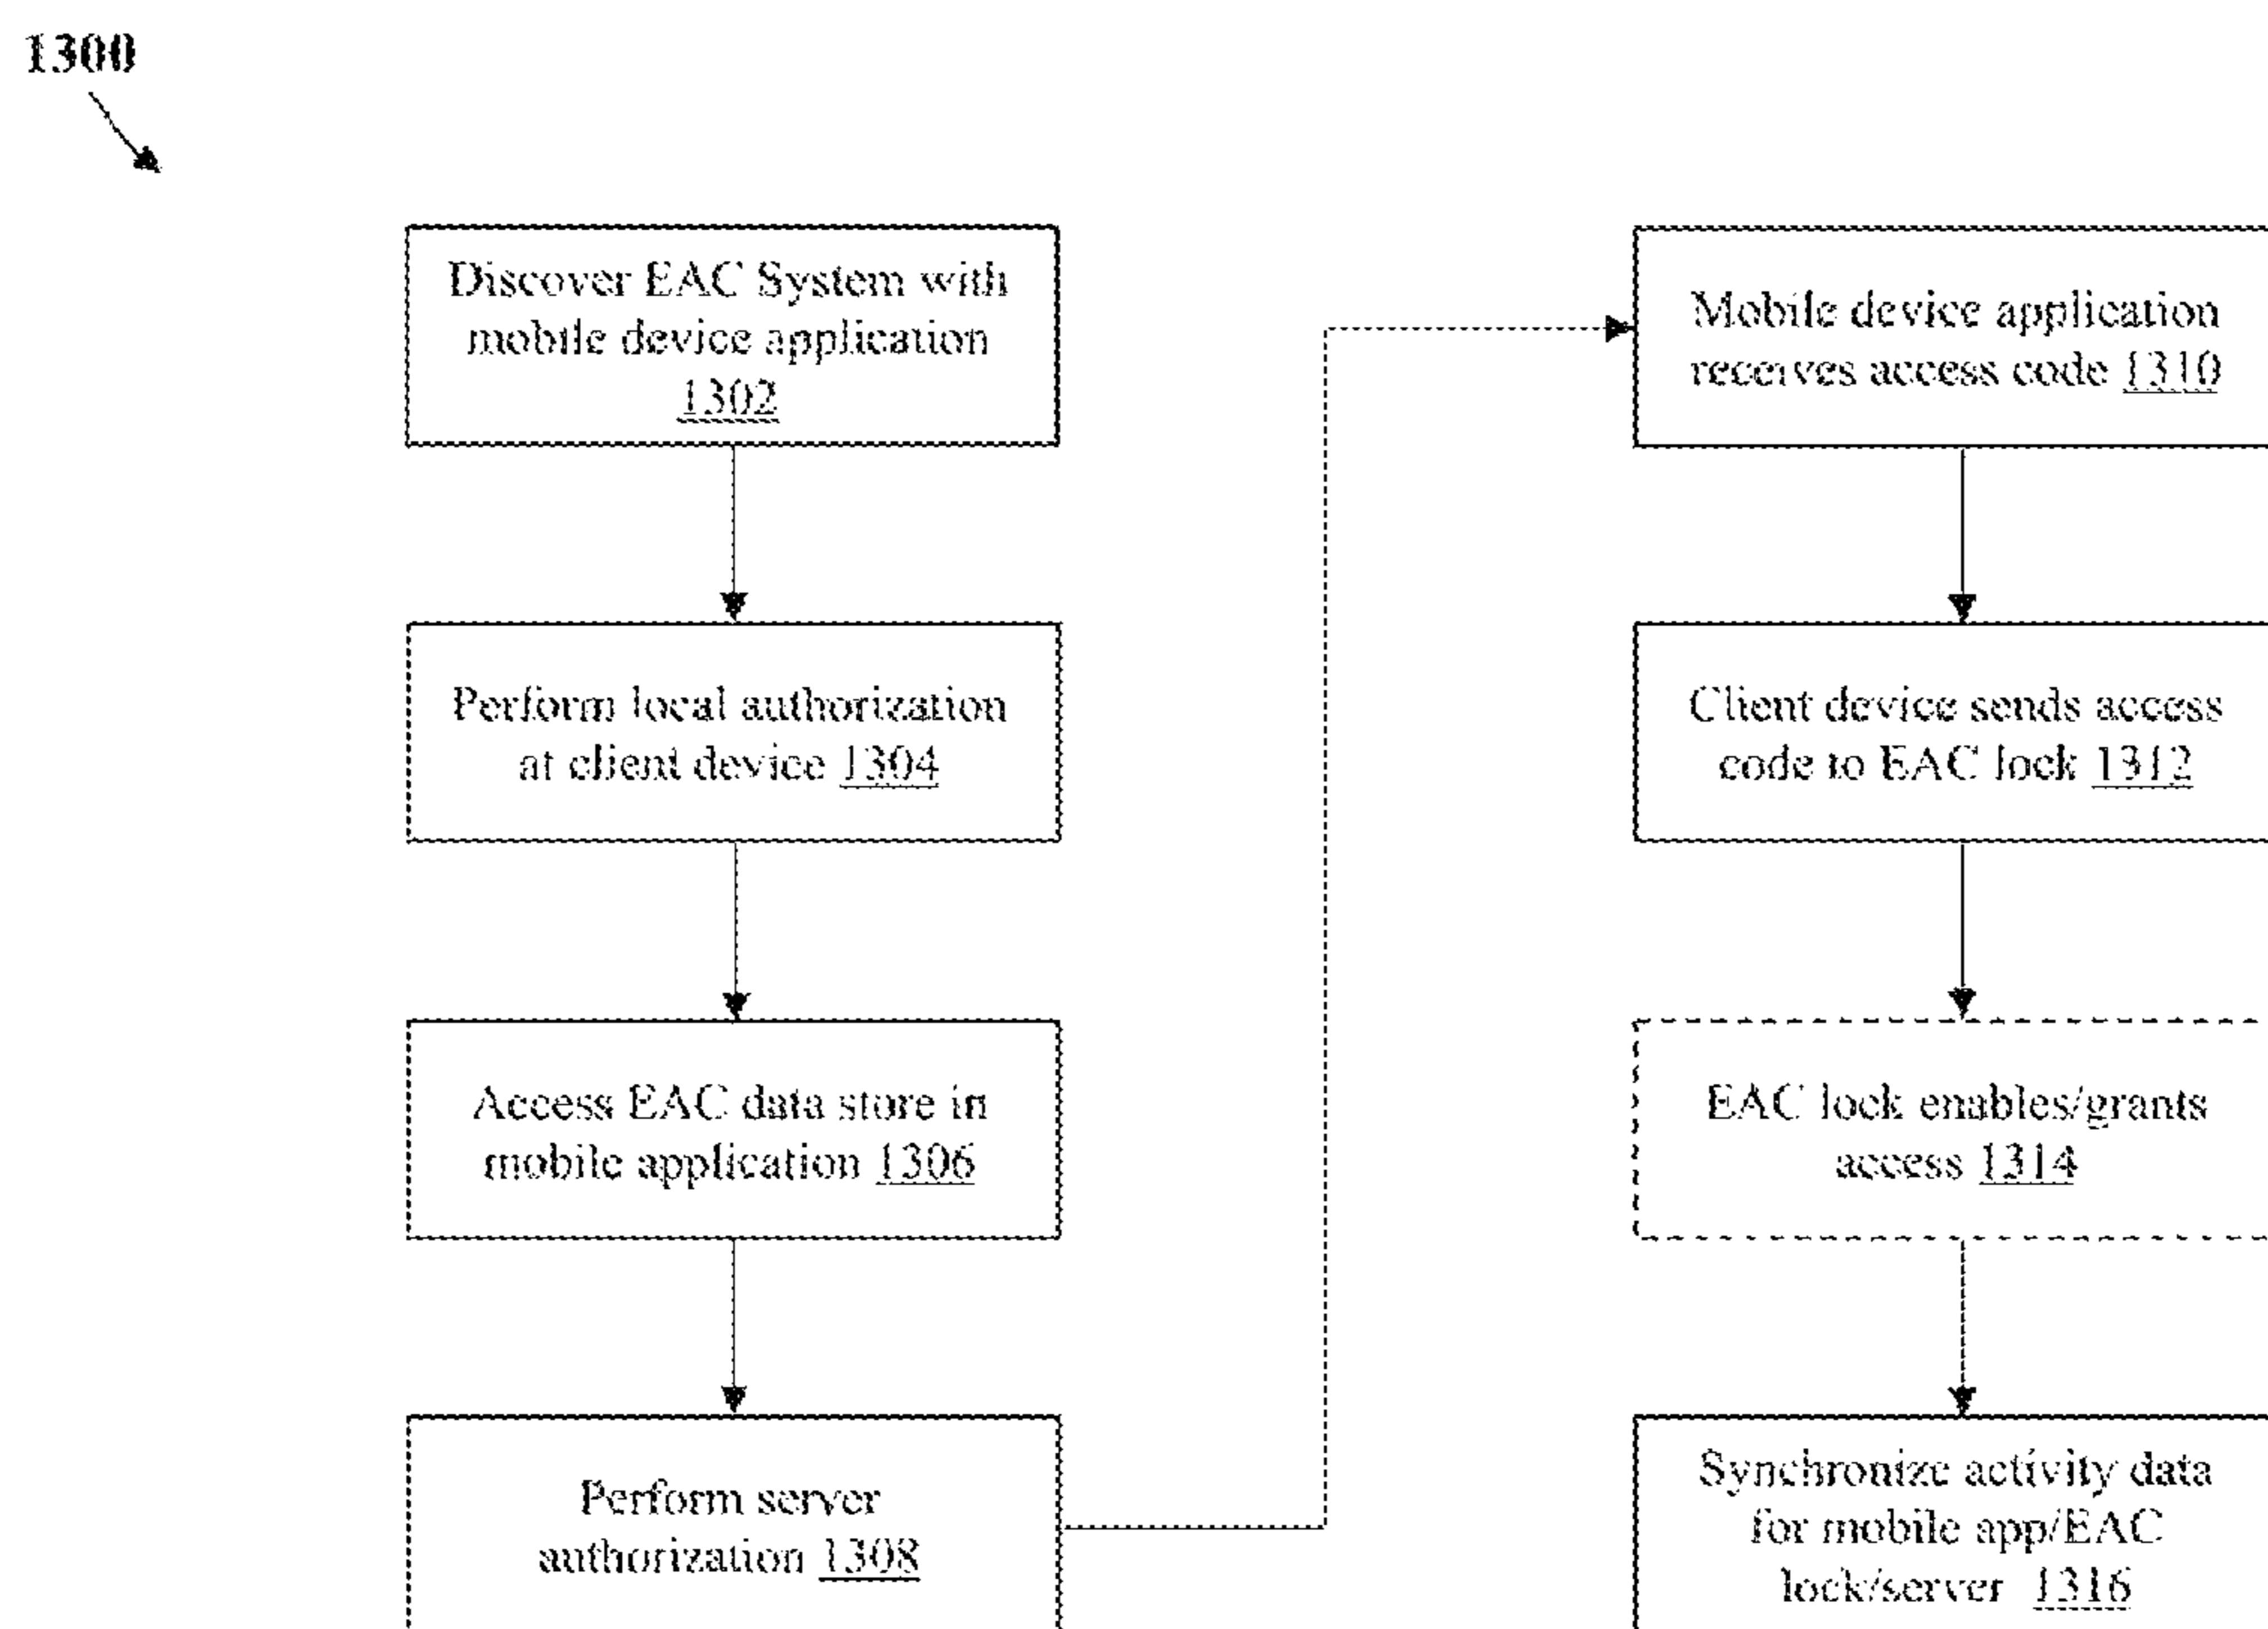 1300
Discover EAC System with
mobile device application
1302
Perform local authorization
at client device 1304
Access EAC data store in
mobile application 1306
Perform server
authorization 1308
Mobile device application
receives access code 1310
Client device sends access
code to EAC lock 1312
EAC lock enables/grants
access 1314
Synchronize activity data
for mobile app/EAC
lock/server 1316